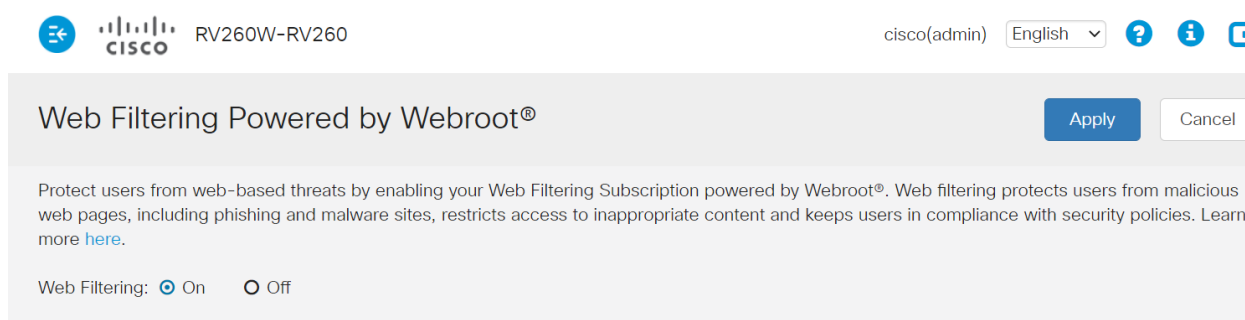 CISCO RV260W-RV260 cisco(admin) English
Web Filtering Powered by Webroot® Apply Cancel
Protect users from web-based threats by enabling your Web Filtering Subscription powered by Webroot®. Web filtering protects users from malicious
web pages, including phishing and malware sites, restricts access to inappropriate content and keeps users in compliance with security policies. Learn
more here.
Web Filtering: On Off